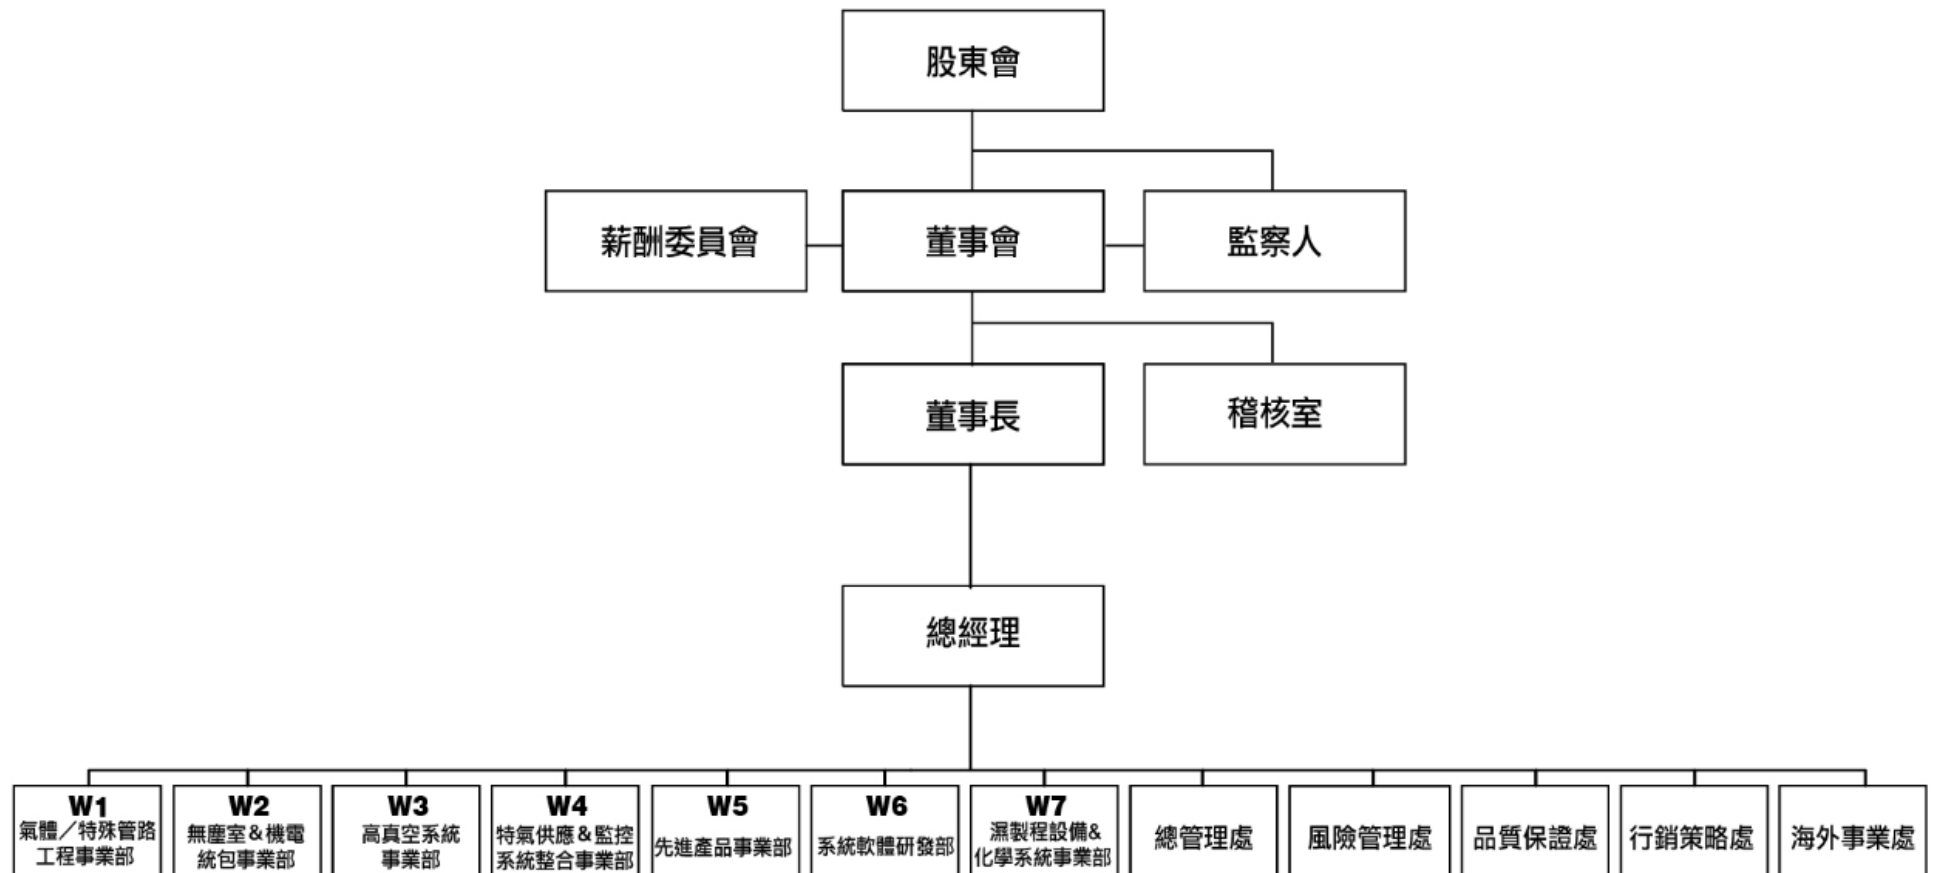 股東會
薪酬委員會
董事會
監察人
董事長
稽核室
總經理
W1
氣體／特殊管路
工程事業部
W2
無塵室＆機電
統包事業部
W3
高真空系統
事業部
W4
特氣供應＆監控
系統整合事業部
W5
先進產品事業部
W6
系統軟體研發部
W7
濕製程設備&
化學系統事業部
總管理處
風險管理處
品質保證處
行銷策略處
海外事業處